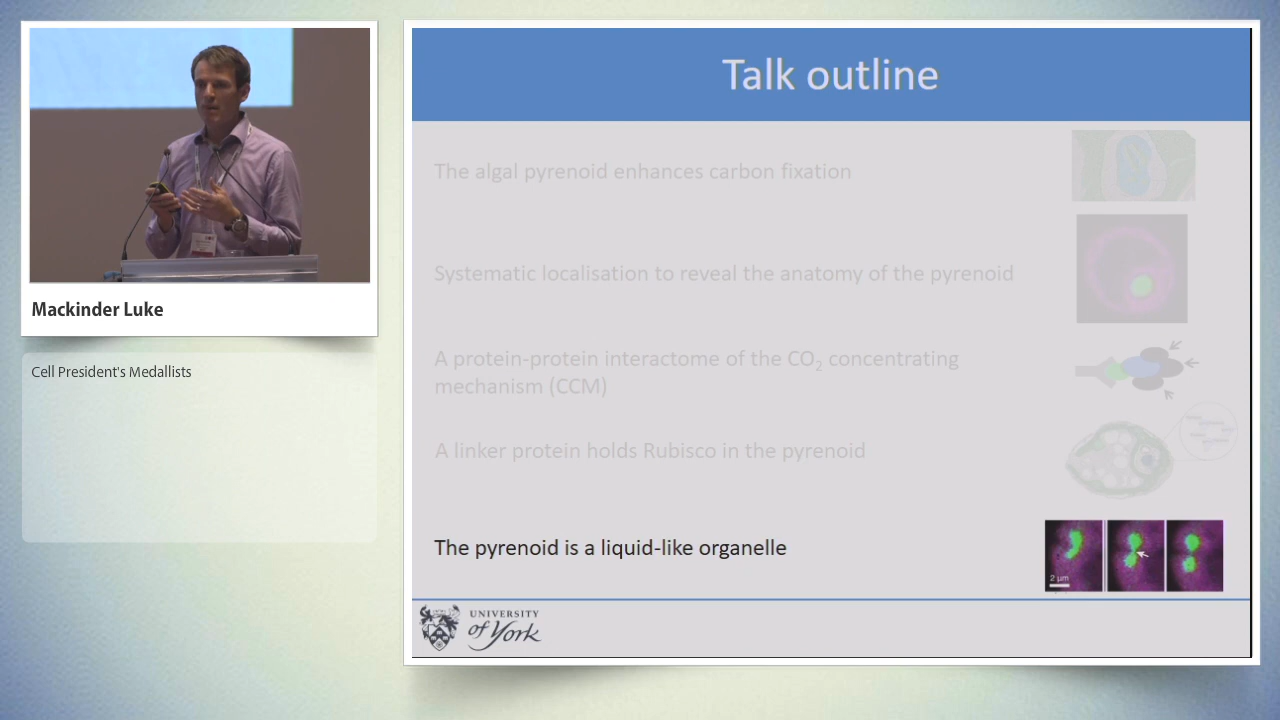 Talk outline
The algal pyrenoid enhances carbon fixation
Systematic localisation to reveal the anatomy of the pyrenoid
A protein-protein interactome of the CO₂ concentrating
mechanism (CCM)
A linker protein holds Rubisco in the pyrenoid
The pyrenoid is a liquid-like organelle
2 µm
UNIVERSITY
of York
Mackinder Luke
Cell President's Medallists